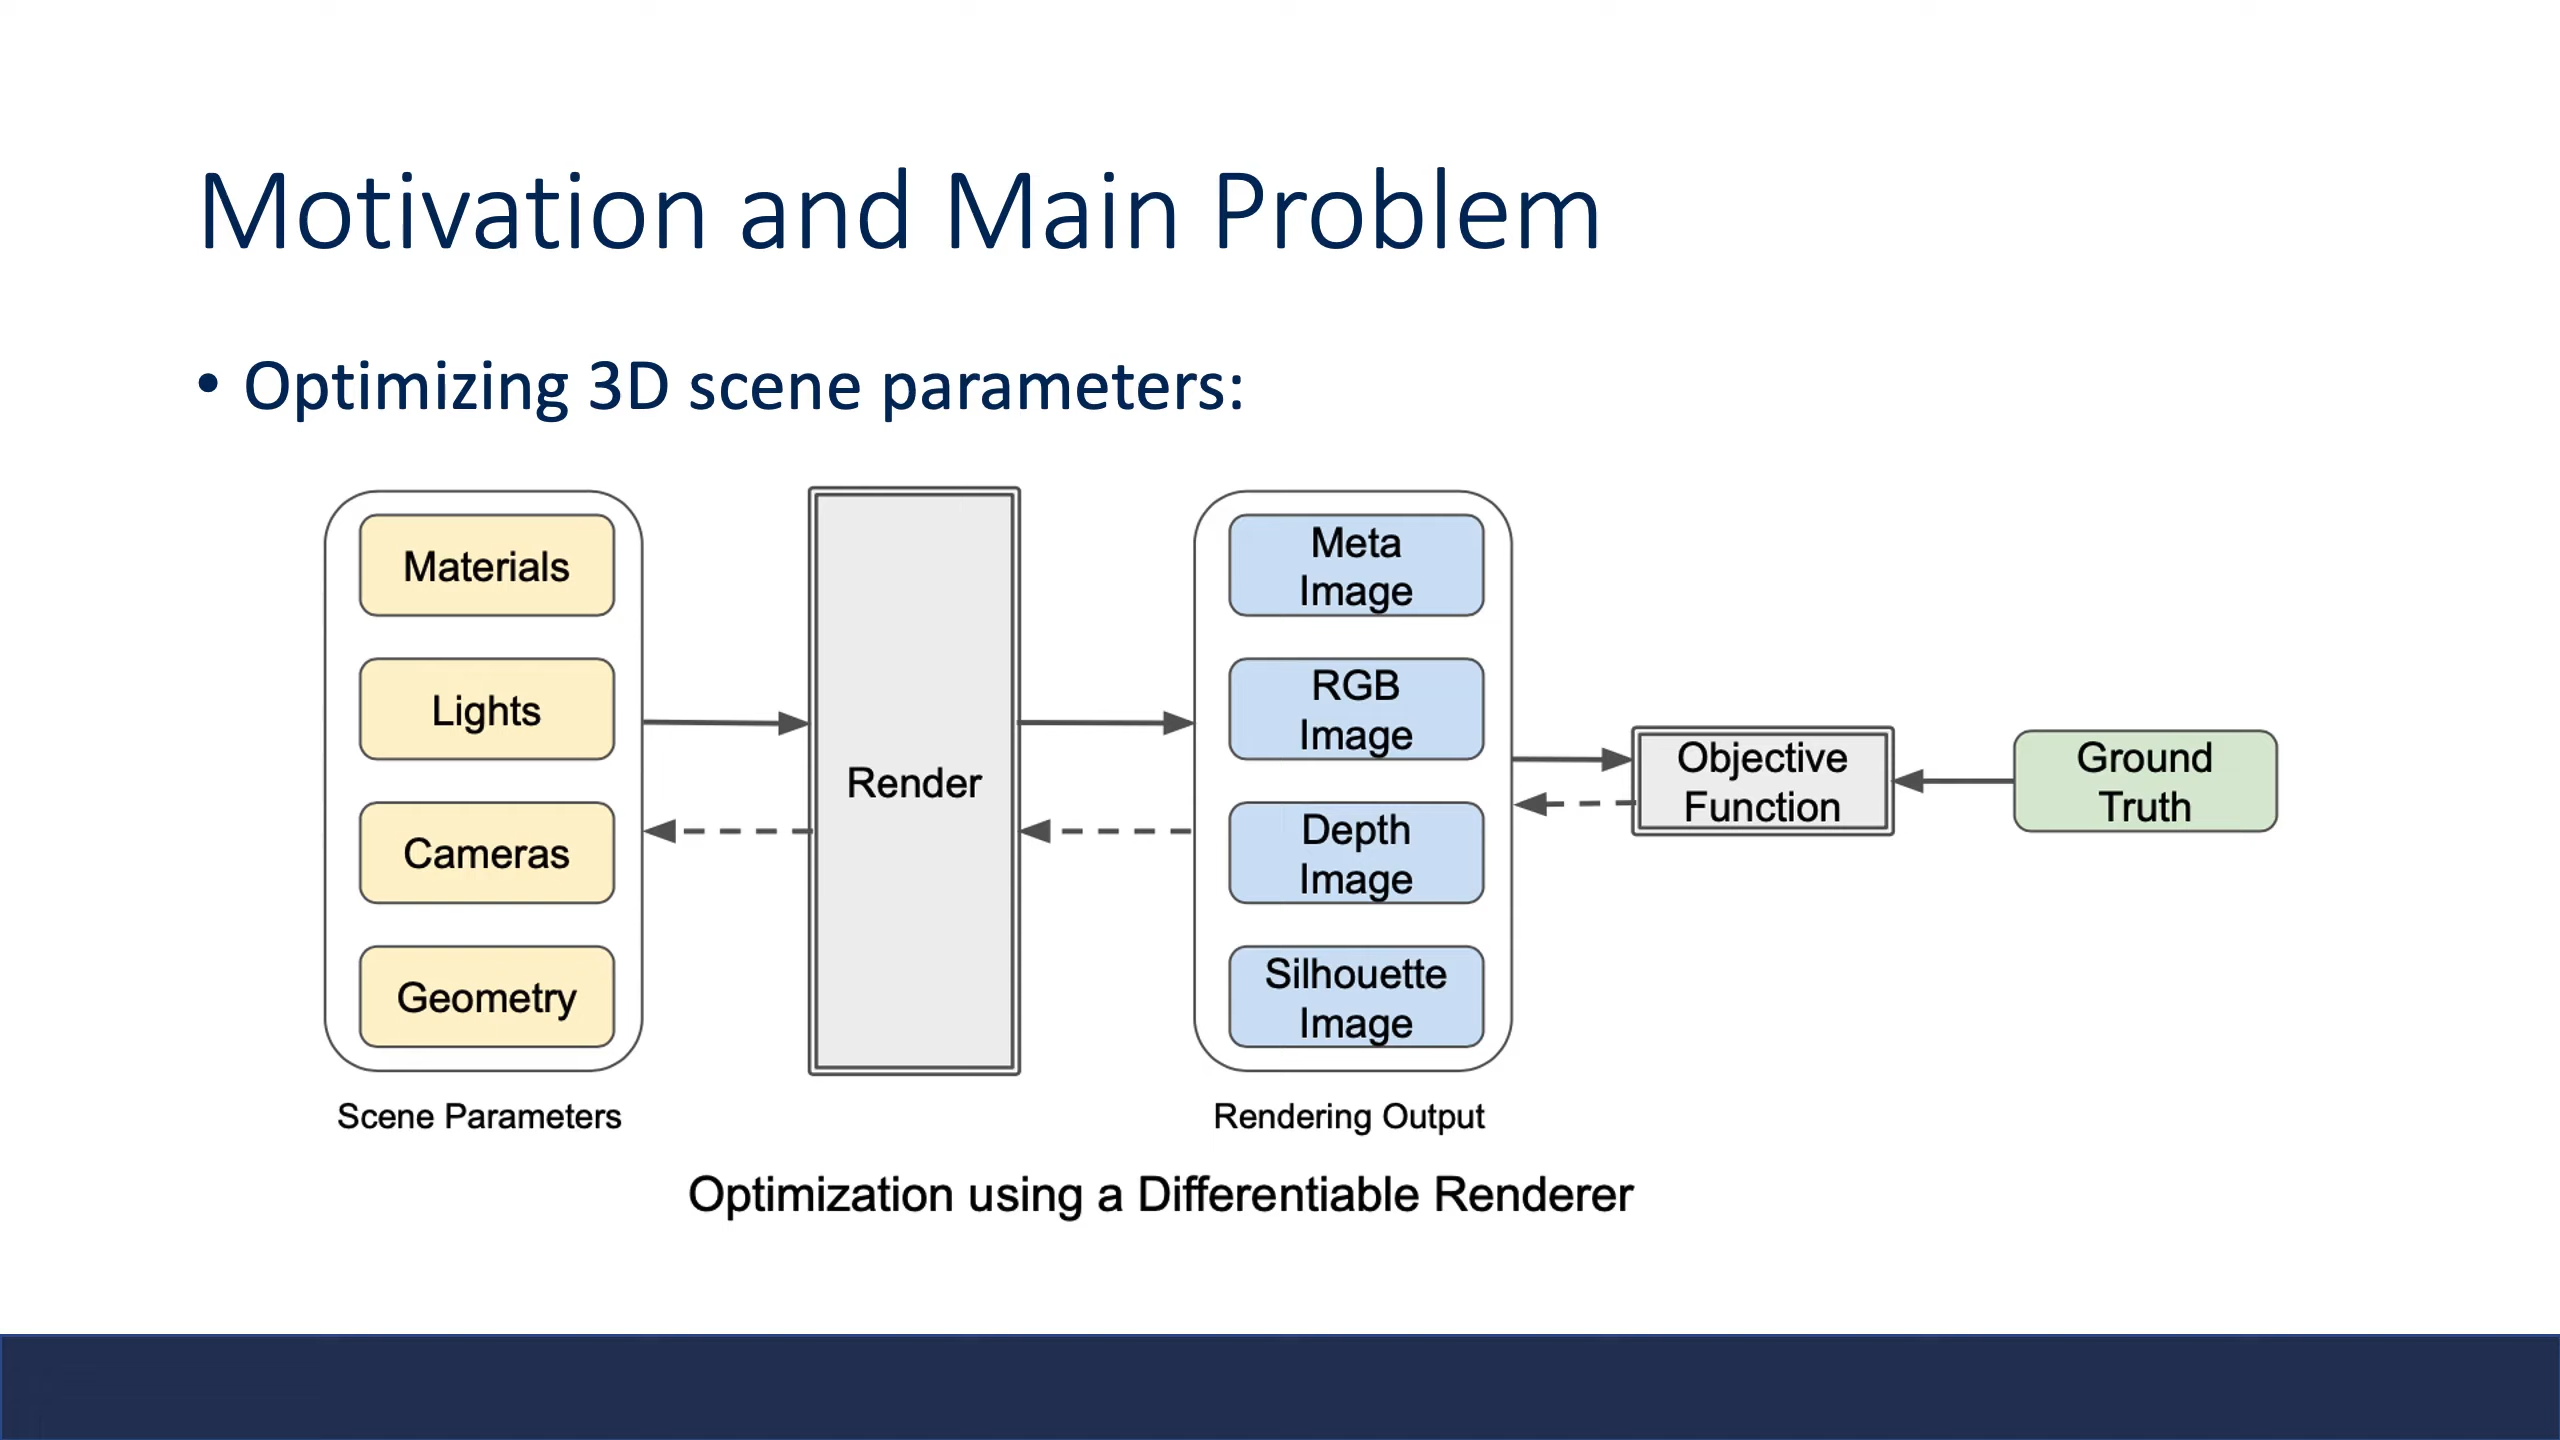 Motivation and Main Problem
• Optimizing 3D scene parameters:
Materials
Lights
Cameras
Geometry
Scene Parameters
Render
Meta
Image
RGB
Image
Depth
Image
Silhouette
Image
Rendering Output
Objective
Function
Ground
Truth
Optimization using a Differentiable Renderer